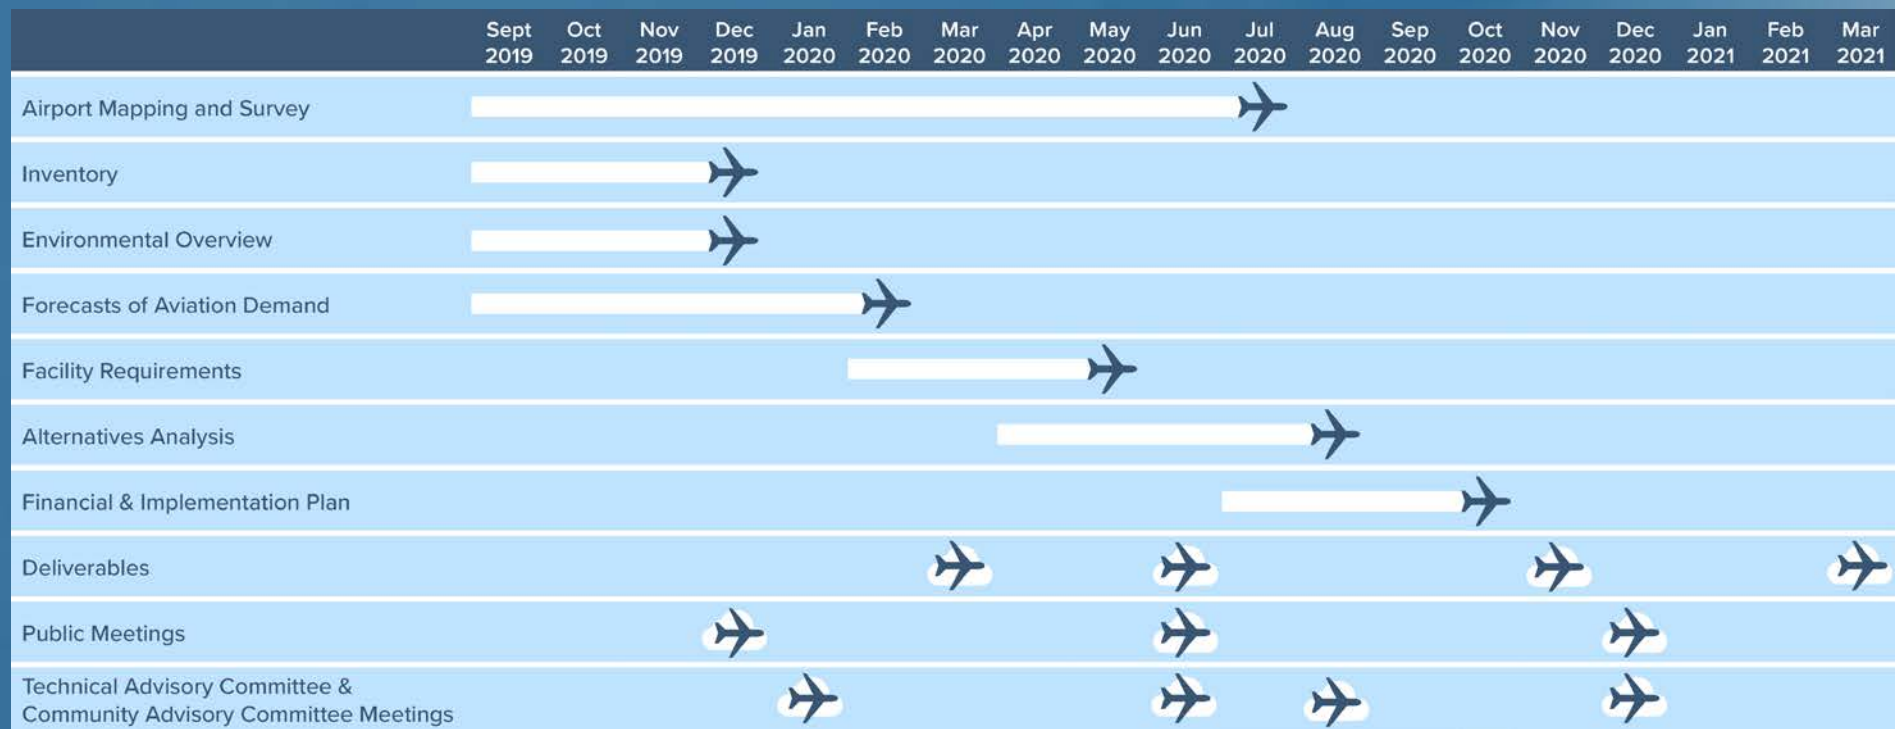 Sept Oct Nov Dec Jan Feb Mar Apr May Jun Jul Aug Sep Oct Nov Dec Jan Feb Mar
2019 2019 2019 2019 2020 2020 2020 2020 2020 2020 2020 2020 2020 2020 2020 2020 2021 2021 2021
Airport Mapping and Survey
Inventory
Environmental Overview
Forecasts of Aviation Demand
Facility Requirements
Alternatives Analysis
Financial & Implementation Plan
Deliverables
Public Meetings
Technical Advisory Committee &
Community Advisory Committee Meetings